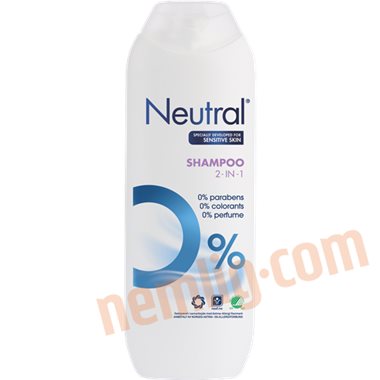 Neutral®
SPECIALLY DEVELOPED FOR
SENSITIVE SKIN
SHAMPOO
2-IN-1
0% parabens
0% colorants
0% perfume
0%
nemlig.com